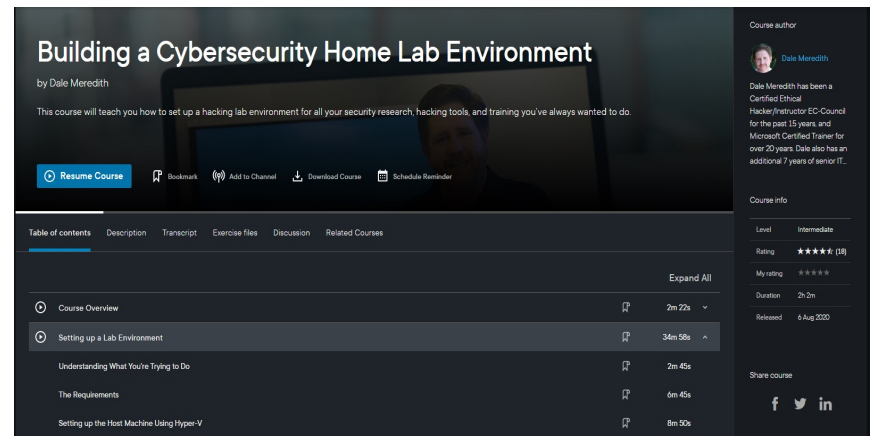 Building a Cybersecurity Home Lab Environment
by Dale Meredith
This course will teach you how to set up a hacking lab environment for all your security research, hacking tools, and training you've always wanted to do.
Resume Course
Bookmark
Add to Channel
Download Course
Schedule Reminder
Table of contents
Description
Transcript
Exercise files
Discussion
Related Courses
Expand All
Course Overview
2m 22s
Setting up a Lab Environment
34m 58s
Understanding What You're Trying to Do
2m 45s
The Requirements
6m 45s
Setting up the Host Machine Using Hyper-V
8m 50s
Course author
Dale Meredith
Dale Meredith has been a
Certified Ethical
Hacker/Instructor EC-Council
for the past 15 years, and
Microsoft Certified Trainer for
over 20 years. Dale also has an
additional 7 years of senior IT...
Course info
Level
Intermediate
Rating
(18)
My rating
Duration
2h 2m
Released
6 Aug 2020
Share course